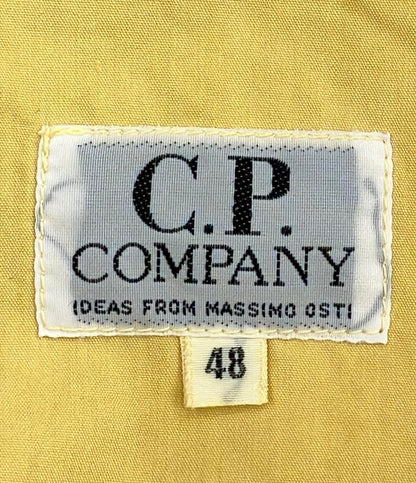 C.P.
COMPANY
IDEAS FROM MASSIMO OSTI
48